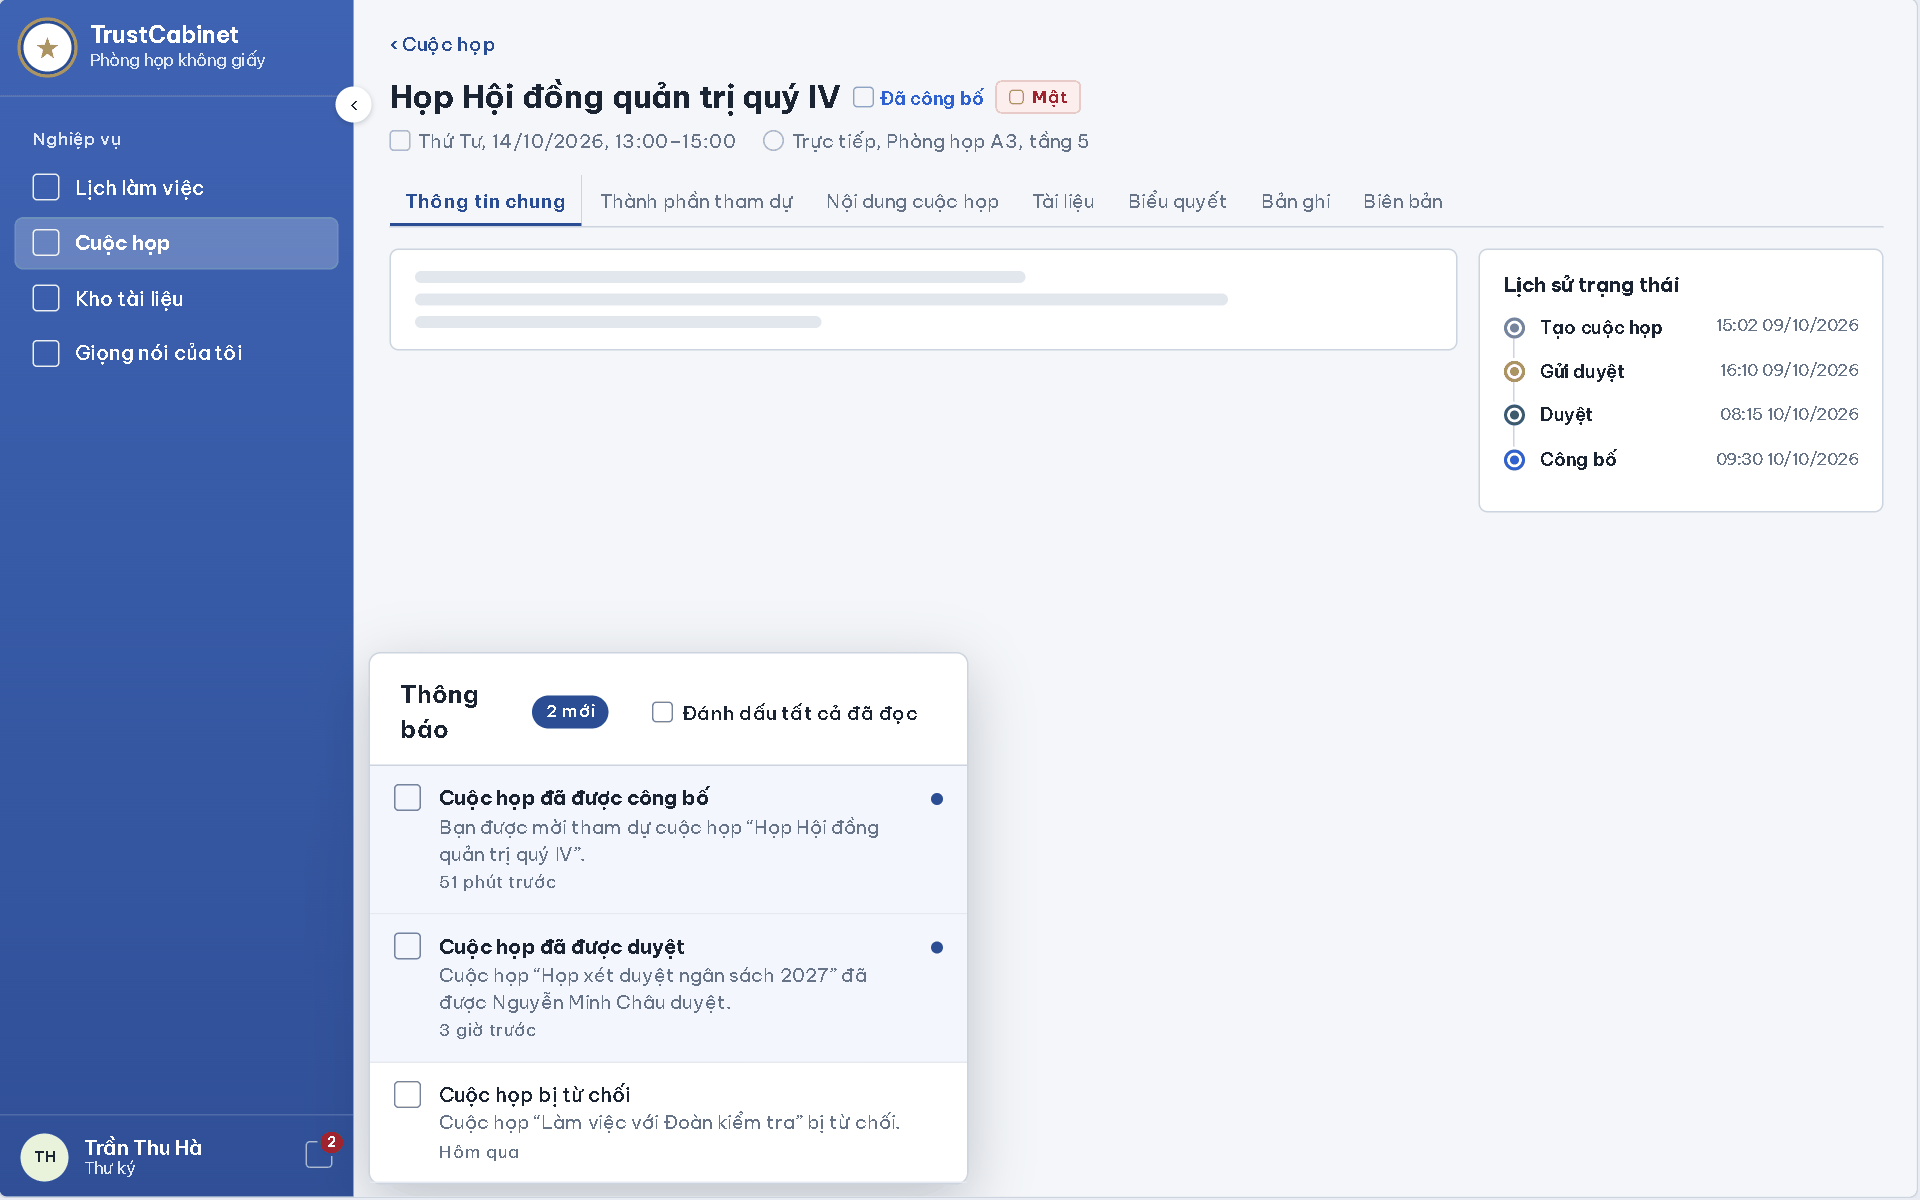 TrustCabinet
Phòng họp không giấy
Nghiệp vụ
Lịch làm việc
Cuộc họp
Kho tài liệu
Giọng nói của tôi
TH
Trần Thu Hà
Thư ký
2
‹ Cuộc họp
Họp Hội đồng quản trị quý IV
Đã công bố
Mật
Thứ Tư, 14/10/2026, 13:00–15:00
Trực tiếp, Phòng họp A3, tầng 5
Thông tin chung
Thành phần tham dự
Nội dung cuộc họp
Tài liệu
Biểu quyết
Bản ghi
Biên bản
Lịch sử trạng thái
Tạo cuộc họp 15:02 09/10/2026
Gửi duyệt 16:10 09/10/2026
Duyệt 08:15 10/10/2026
Công bố 09:30 10/10/2026
Thông
báo
2 mới
Đánh dấu tất cả đã đọc
Cuộc họp đã được công bố
Bạn được mời tham dự cuộc họp “Họp Hội đồng
quản trị quý IV”.
51 phút trước
Cuộc họp đã được duyệt
Cuộc họp “Họp xét duyệt ngân sách 2027” đã
được Nguyễn Minh Châu duyệt.
3 giờ trước
Cuộc họp bị từ chối
Cuộc họp “Làm việc với Đoàn kiểm tra” bị từ chối.
Hôm qua